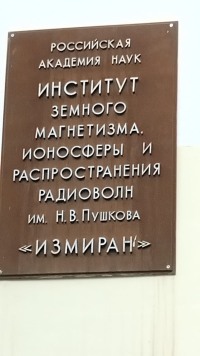 РОССИЙСКАЯ
АКАДЕМИЯ НАУК
ИНСТИТУТ
ЗЕМНОГО
МАГНЕТИЗМА.
ИОНОСФЕРЫ И
РАСПРОСТРАНЕНИЯ
РАДИОВОЛН
ИМ. Н.В. ПУШКОВА
«ИЗМИРАН»